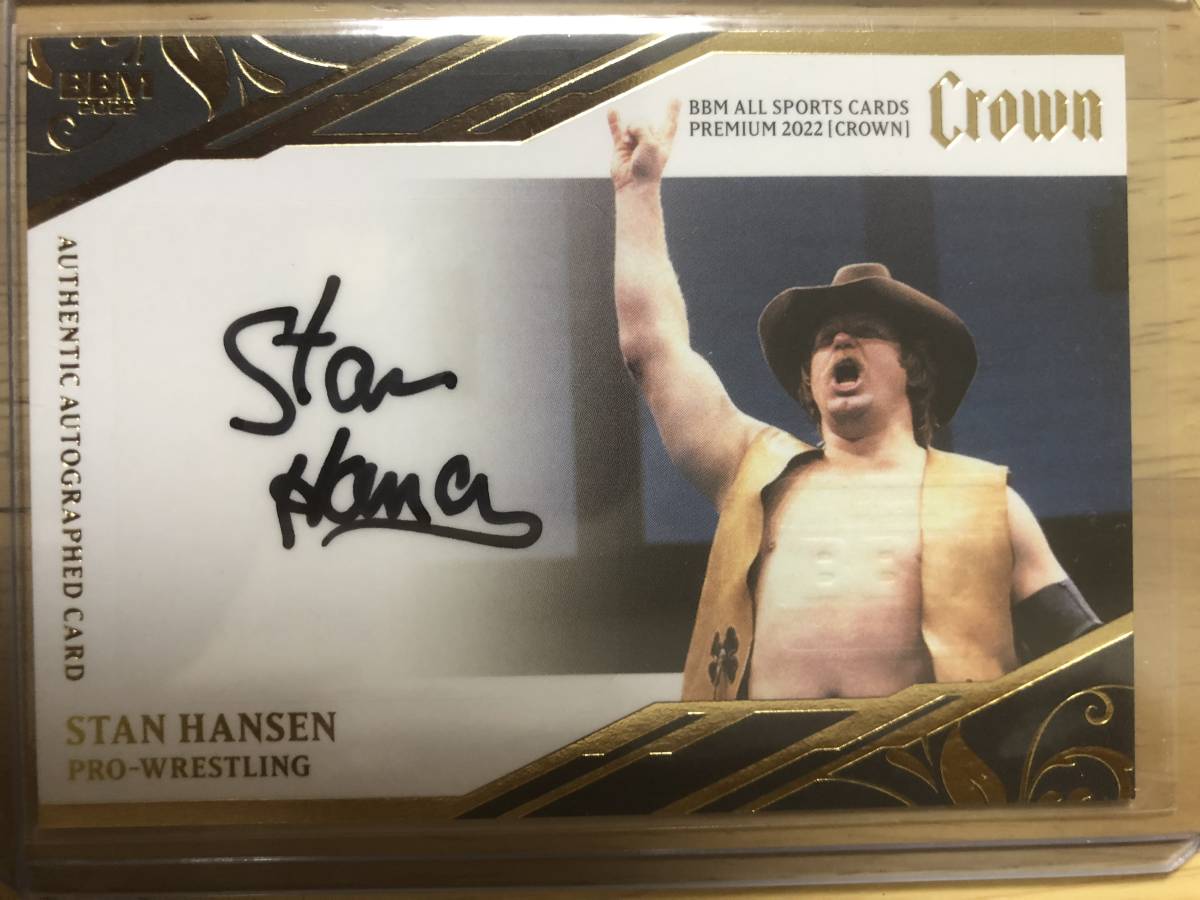 BBM
2022
BBM ALL SPORTS CARDS
PREMIUM 2022 [CROWN]
Crown
AUTHENTIC AUTOGRAPHED CARD
Stan
Hansen
STAN HANSEN
PRO-WRESTLING